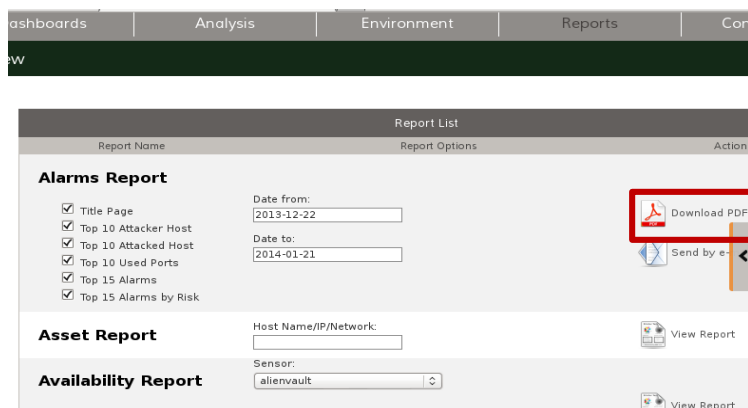 ashboards Analysis Environment Reports Con
ew
Report List
Report Name Report Options Action
Alarms Report
Title Page
Top 10 Attacker Host
Top 10 Attacked Host
Top 10 Used Ports
Top 15 Alarms
Top 15 Alarms by Risk
Date from:
2013-12-22
Date to:
2014-01-21
Download PDF
Send by e-
Asset Report
Host Name/IP/Network:
View Report
Availability Report
Sensor:
alienvault
View Report